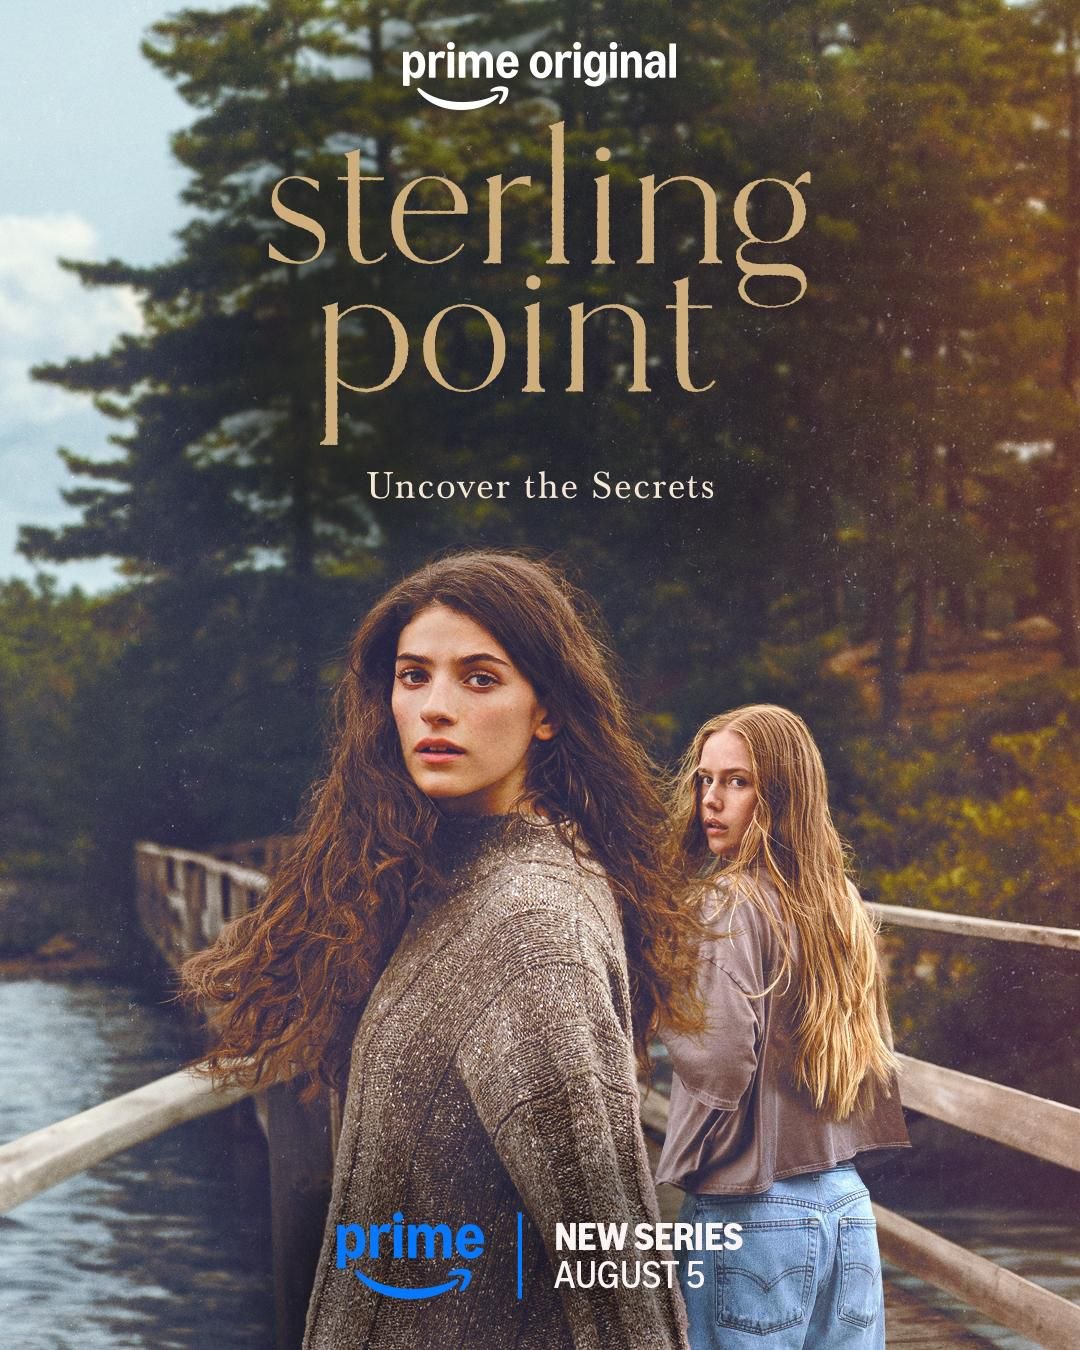 prime original
sterling
point
Uncover the Secrets
prime
NEW SERIES
AUGUST 5